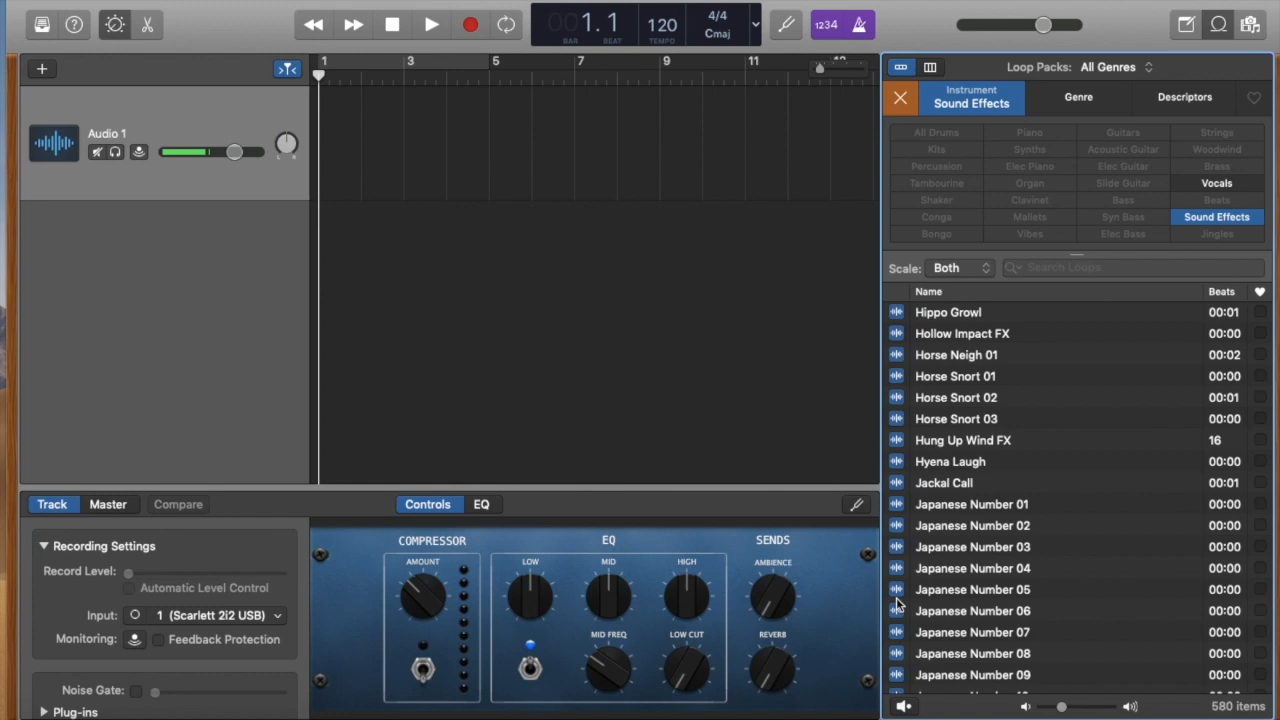 1.1
BAR
BEAT
120
TEMPO
4/4
Cmaj
1234
1
3
5
7
9
11
Audio 1
L R
Loop Packs: All Genres
Instrument
Sound Effects
Genre
Descriptors
All Drums Piano Guitars Strings
Kits Synths Acoustic Guitar Woodwind
Percussion Elec Piano Elec Guitar Brass
Tambourine Organ Slide Guitar Vocals
Shaker Clavinet Bass Beats
Conga Mallets Syn Bass Sound Effects
Bongo Vibes Elec Bass Jingles
Scale: Both Search Loops
Name Beats
Hippo Growl 00:01
Hollow Impact FX 00:00
Horse Neigh 01 00:02
Horse Snort 01 00:00
Horse Snort 02 00:01
Horse Snort 03 00:00
Hung Up Wind FX 16
Hyena Laugh 00:00
Jackal Call 00:01
Japanese Number 01 00:00
Japanese Number 02 00:00
Japanese Number 03 00:00
Japanese Number 04 00:00
Japanese Number 05 00:00
Japanese Number 06 00:00
Japanese Number 07 00:00
Japanese Number 08 00:00
Japanese Number 09 00:00
580 items
Track Master Compare
Controls EQ
Recording Settings
Record Level:
Automatic Level Control
Input: 1 (Scarlett 2i2 USB)
Monitoring: Feedback Protection
Noise Gate:
Plug-ins
COMPRESSOR EQ SENDS
AMOUNT LOW MID HIGH AMBIENCE
MID FREQ LOW CUT REVERB